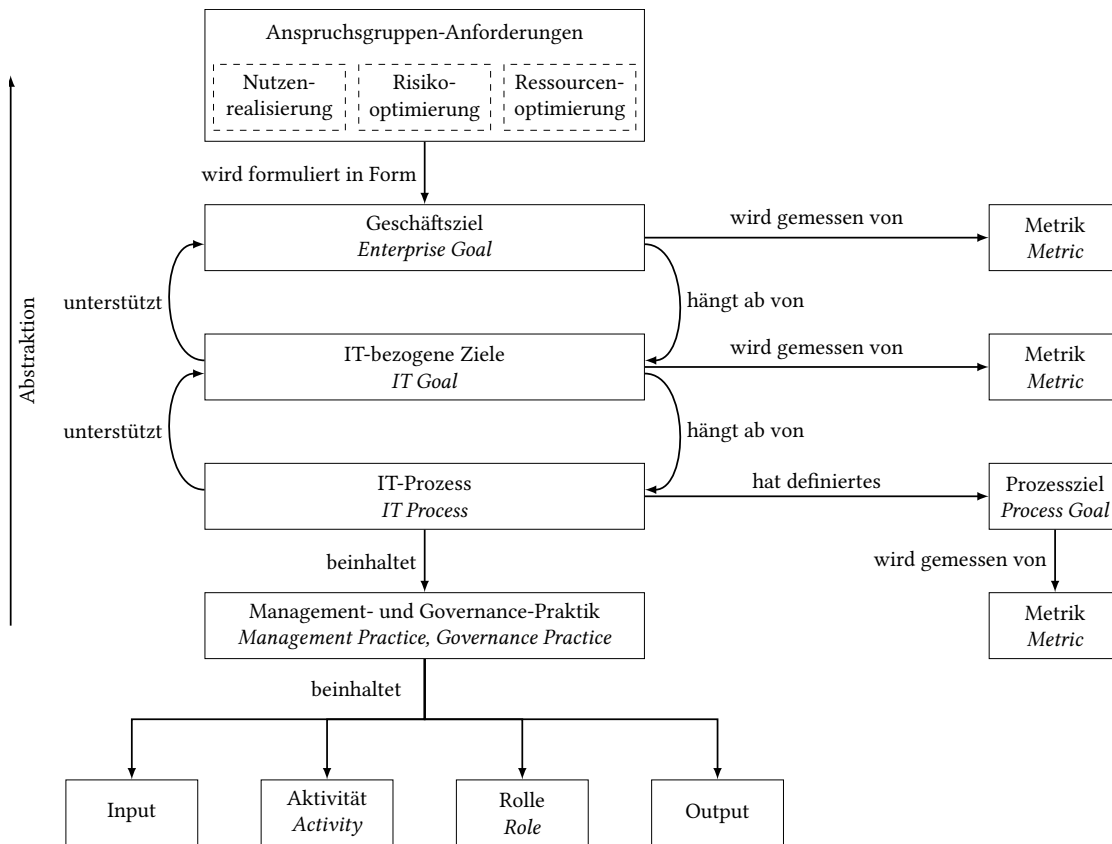 Anspruchsgruppen-Anforderungen
Nutzen-
realisierung
Risiko-
optimierung
Ressourcen-
optimierung
wird formuliert in Form
Geschäftsziel
Enterprise Goal
wird gemessen von
Metrik
Metric
unterstützt
hängt ab von
Abstraktion
IT-bezogene Ziele
IT Goal
wird gemessen von
Metrik
Metric
unterstützt
hängt ab von
IT-Prozess
IT Process
hat definiertes
Prozessziel
Process Goal
beinhaltet
wird gemessen von
Management- und Governance-Praktik
Management Practice, Governance Practice
Metrik
Metric
beinhaltet
Input
Aktivität
Activity
Rolle
Role
Output